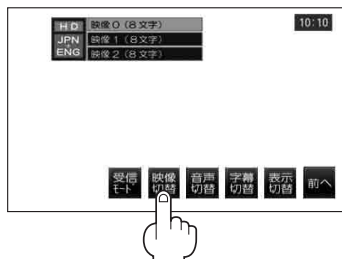 HD 映像0(8文字) 10:10
JPN 映像1(8文字)
+
ENG 映像2(8文字)
受信 映像 音声 字幕 表示 前へ
モード 切替 切替 切替 切替